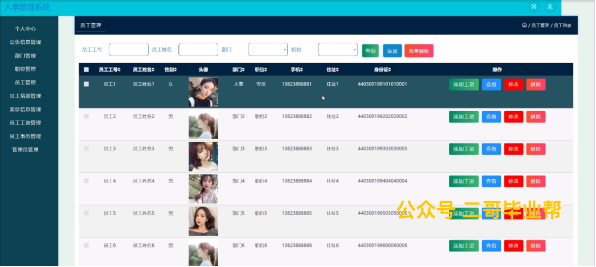 人事管理系统
个人中心
公告信息管理
部门管理
职位管理
员工管理
员工培训管理
奖惩信息管理
员工工资管理
员工事务管理
管理员管理
员工管理
/ 员工管理 / 员工列表
员工工号 员工姓名 部门 职位 查询 添加 批量删除
员工工号 员工姓名 性别 头像 部门 职位 手机 住址 身份证 操作
员工1 员工姓名1 女 人事 专员 13823888881 住址1 440300199101010001 添加工资 查看 修改 删除
员工2 员工姓名2 男 部门2 职位2 13823888882 住址2 440300199202020002 添加工资 查看 修改 删除
员工3 员工姓名3 男 部门3 职位3 13823888883 住址3 440300199303030003 添加工资 查看 修改 删除
员工4 员工姓名4 男 部门4 职位4 13823888884 住址4 440300199404040004 添加工资 查看 修改 删除
员工5 员工姓名5 男 部门5 职位5 13823888885 住址5 添加工资 查看 修改 删除
公众号 三哥毕业帮
员工6 员工姓名6 男 部门6 职位6 13823888886 住址6 440300199606060006 添加工资 查看 修改 删除